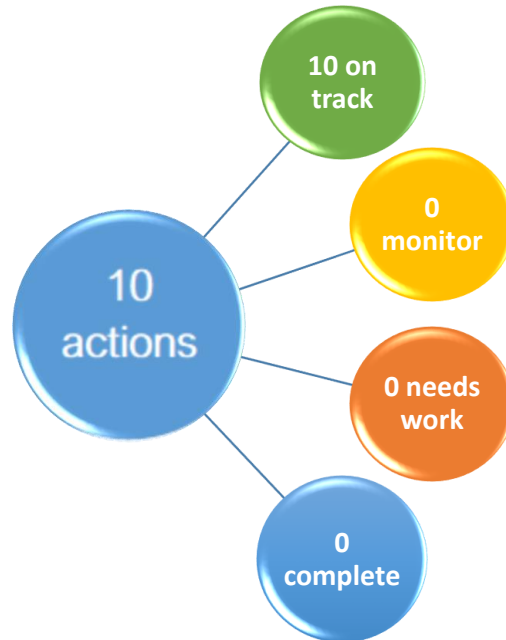 10 on
track
0
monitor
10
actions
0 needs
work
0
complete